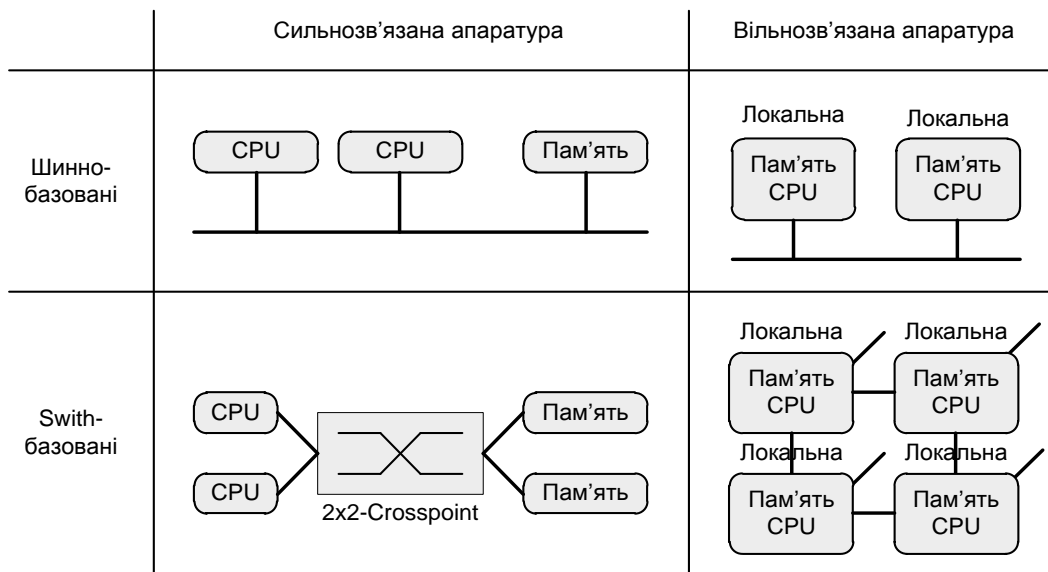 Сильнозв’язана апаратура
Вільнозв’язана апаратура
Шинно-
базовані
CPU
CPU
Пам’ять
Локальна
Локальна
Пам’ять
CPU
Пам’ять
CPU
Swith-
базовані
CPU
CPU
2x2-Crosspoint
Пам’ять
Пам’ять
Локальна
Локальна
Пам’ять
CPU
Пам’ять
CPU
Локальна
Локальна
Пам’ять
CPU
Пам’ять
CPU